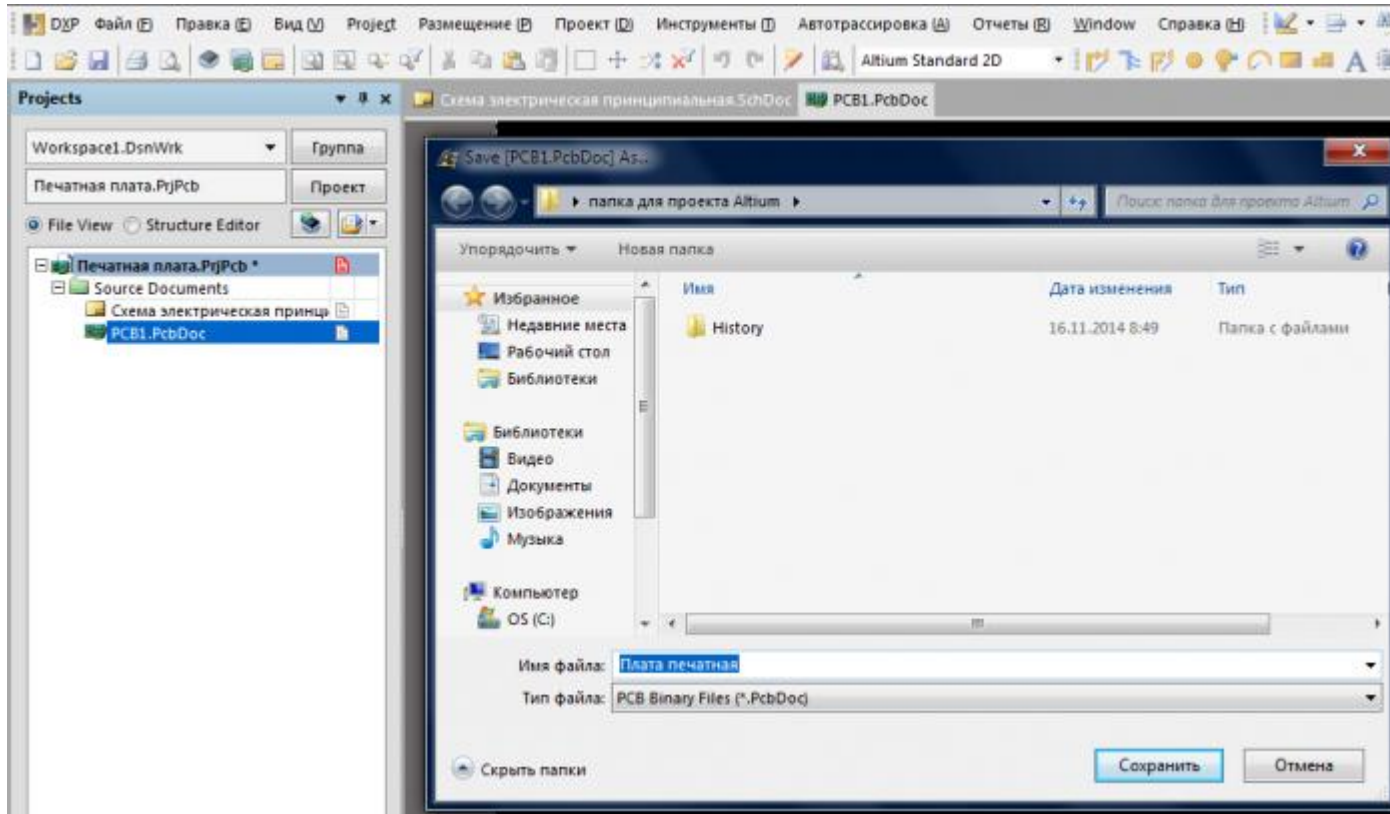 DXP Файл (F) Правка (E) Вид (V) Project Размещение (P) Проект (D) Инструменты (T) Автотрассировка (A) Отчеты (R) Window Справка (H)
Altium Standard 2D
Projects
Схема электрическая принципиальная.SchDoc PCB1.PcbDoc
Workspace1.DsnWrk Группа
Печатная плата.PrjPcb Проект
File View Structure Editor
Печатная плата.PrjPcb *
Source Documents
Схема электрическая принци
PCB1.PcbDoc
Save [PCB1.PcbDoc] As...
папка для проекта Altium
Поиск: папка для проекта Altium
Упорядочить Новая папка
Имя Дата изменения Тип
Избранное
Недавние места
Рабочий стол
Библиотеки
Библиотеки
Видео
Документы
Изображения
Музыка
Компьютер
OS (C:)
History 16.11.2014 8:49 Папка с файлами
Имя файла: Плата печатная
Тип файла: PCB Binary Files (*.PcbDoc)
Скрыть папки Сохранить Отмена